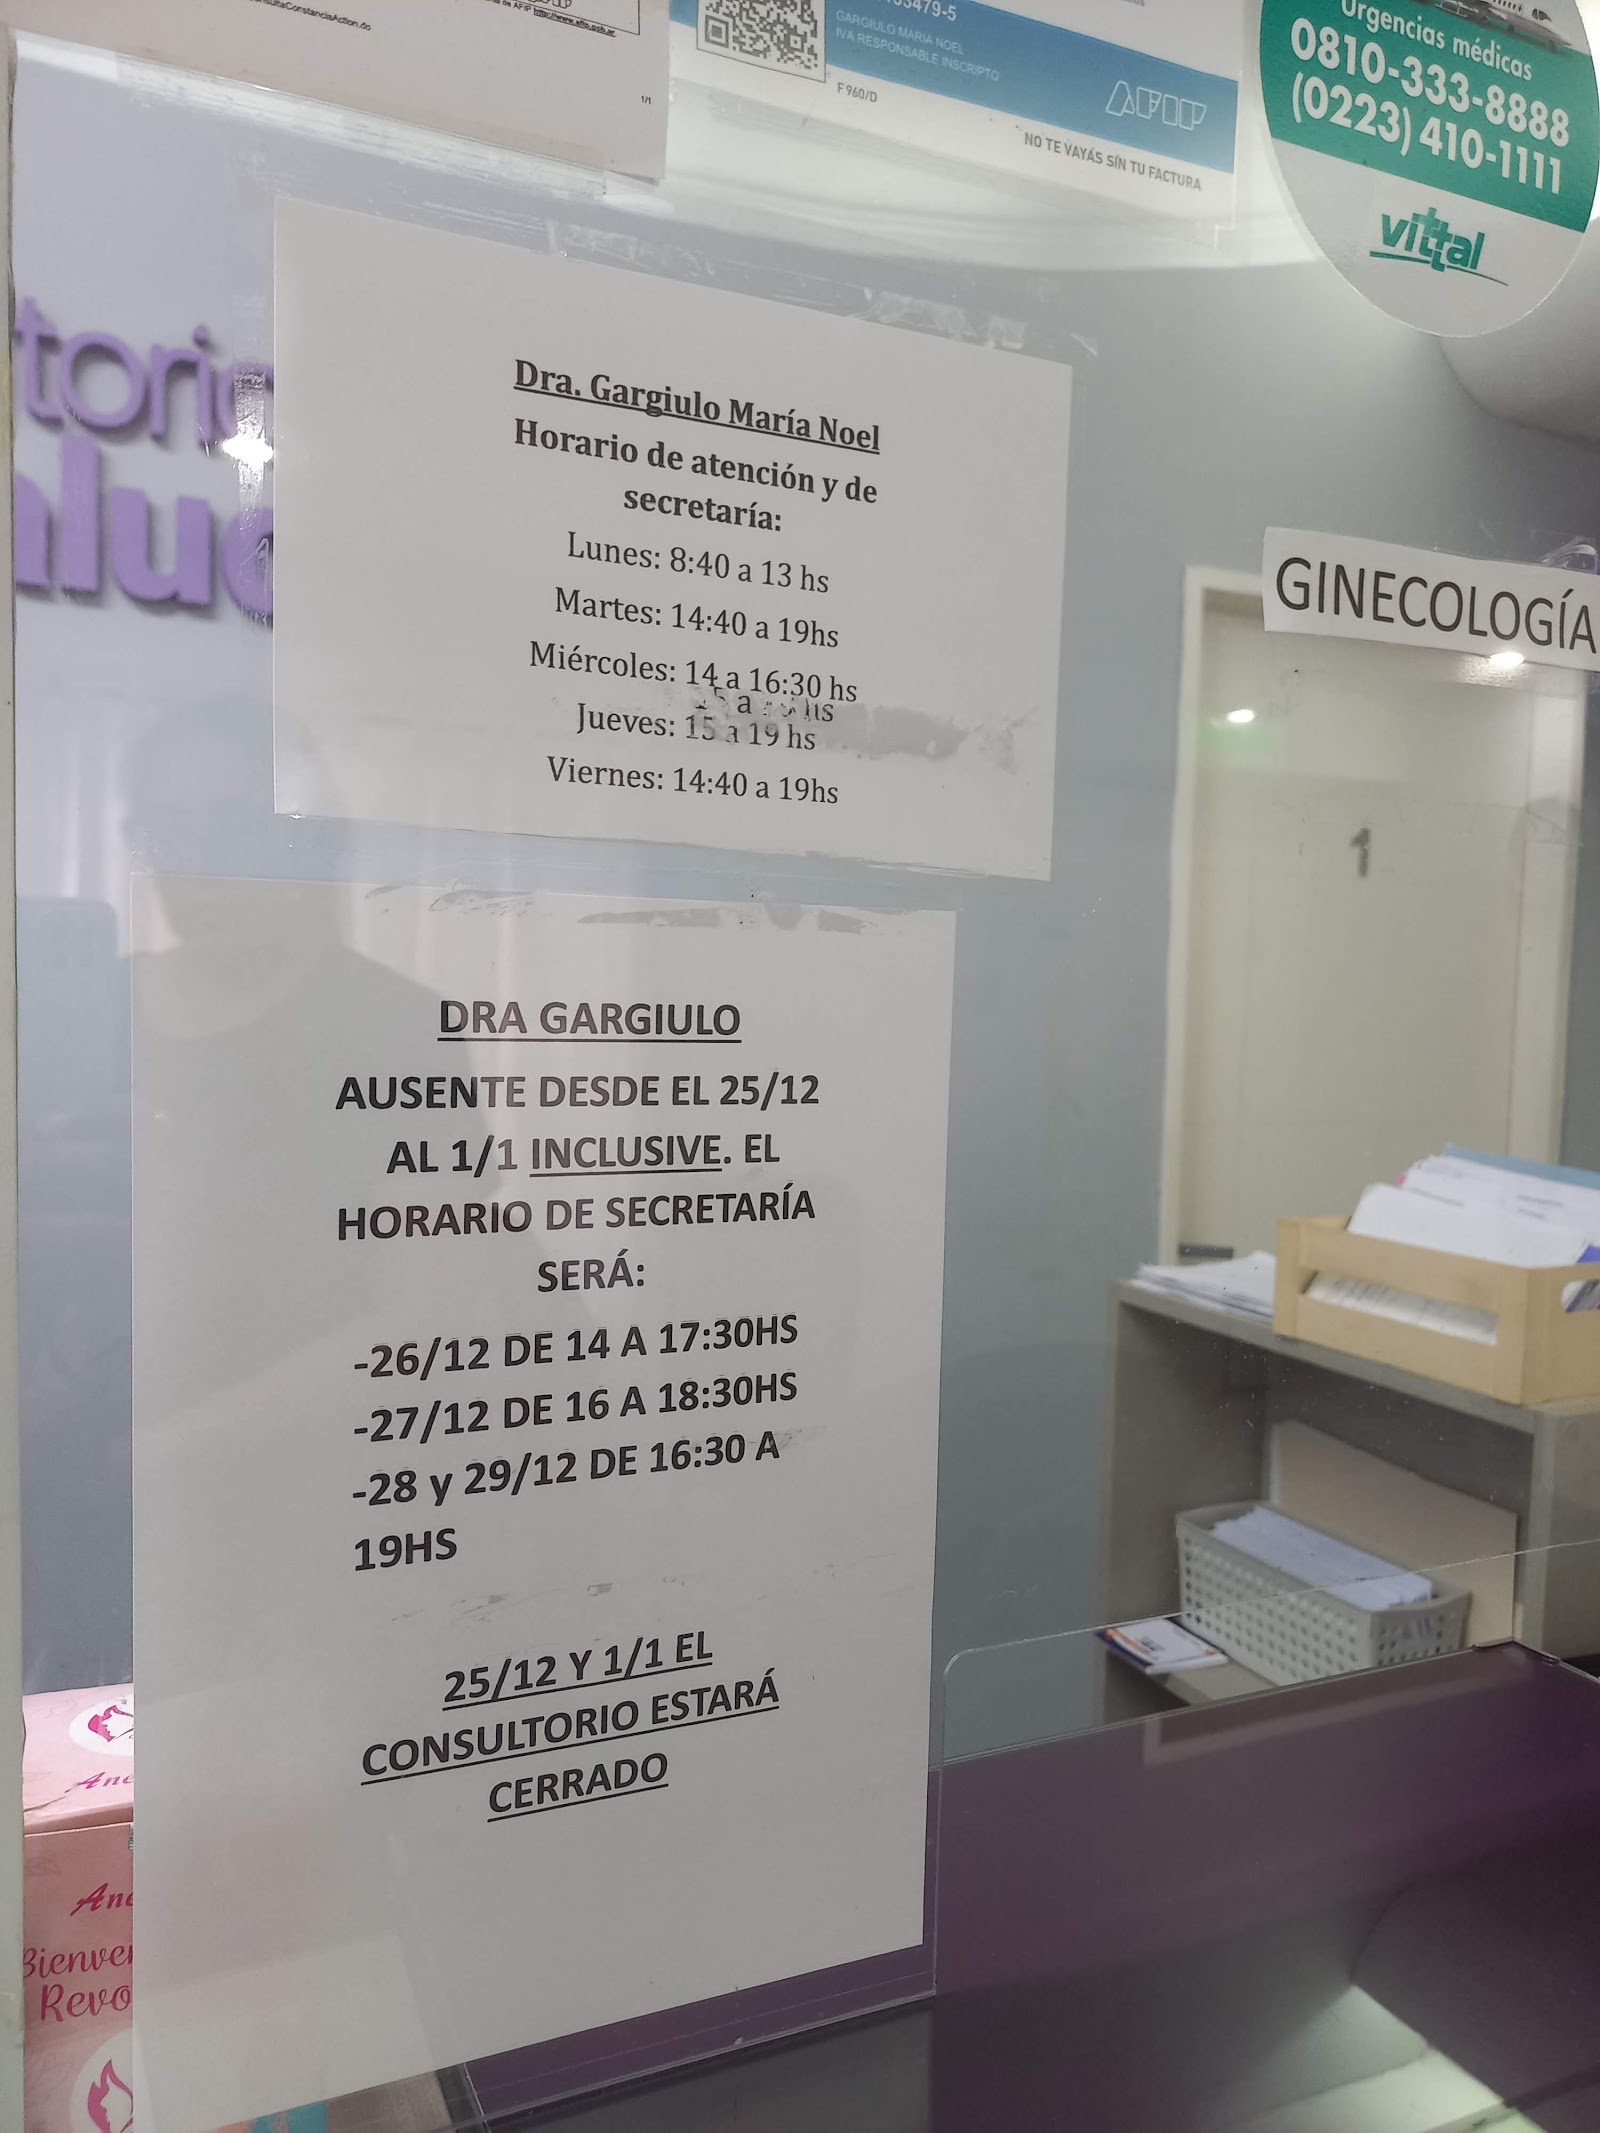 1/1
GARGIULO MARIA NOEL
IVA RESPONSABLE INSCRIPTO
F 960/D
AFIP
NO TE VAYAS SIN TU FACTURA
Urgencias médicas
0810-333-8888
(0223) 410-1111
vittal
Dra. Gargiulo María Noel
Horario de atención y de
secretaría:
Lunes: 8:40 a 13 hs
Martes: 14:40 a 19hs
Miércoles: 14 a 16:30 hs
Jueves: 15 a 19 hs
Viernes: 14:40 a 19hs
GINECOLOGÍA
1
DRA GARGIULO
AUSENTE DESDE EL 25/12
AL 1/1 INCLUSIVE. EL
HORARIO DE SECRETARÍA
SERÁ:
-26/12 DE 14 A 17:30HS
-27/12 DE 16 A 18:30HS
-28 y 29/12 DE 16:30 A
19HS
25/12 Y 1/1 EL
CONSULTORIO ESTARÁ
CERRADO